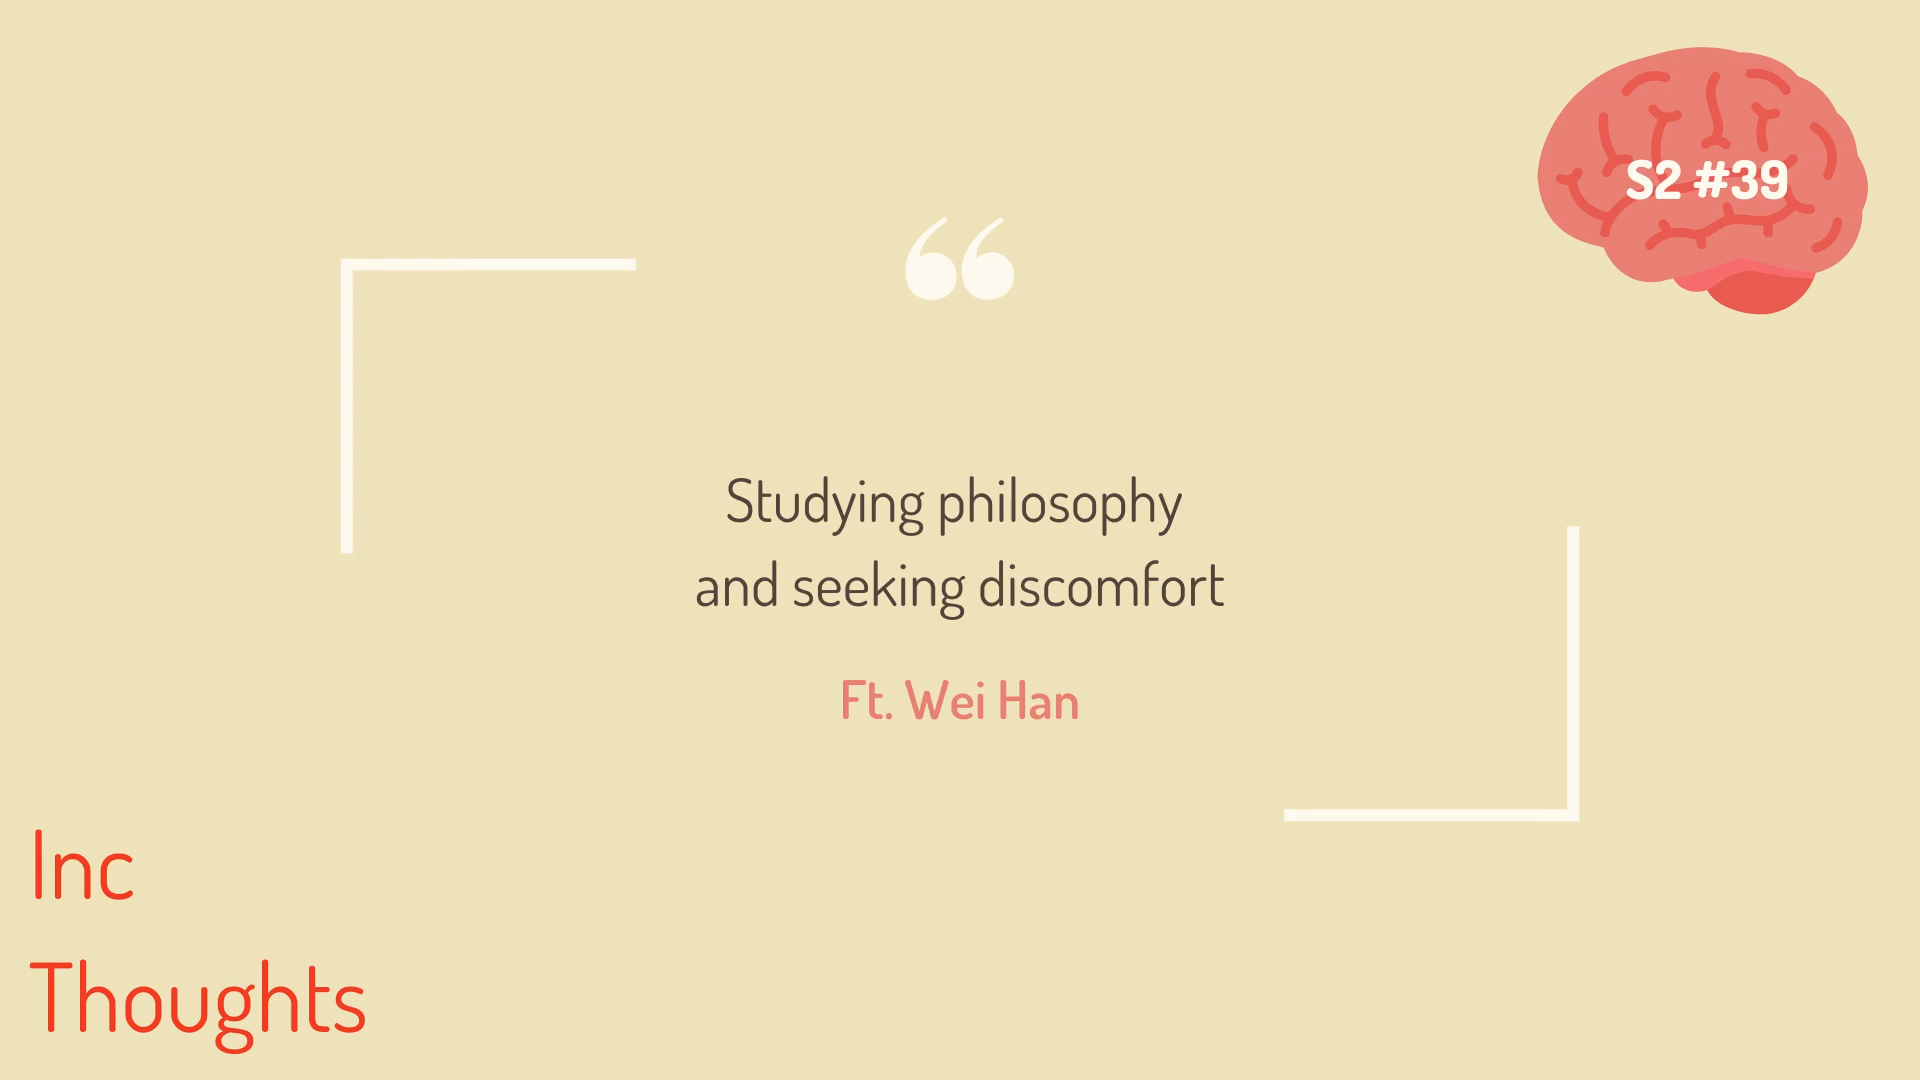 S2 #39
“
Studying philosophy
and seeking discomfort
Ft. Wei Han
Inc
Thoughts